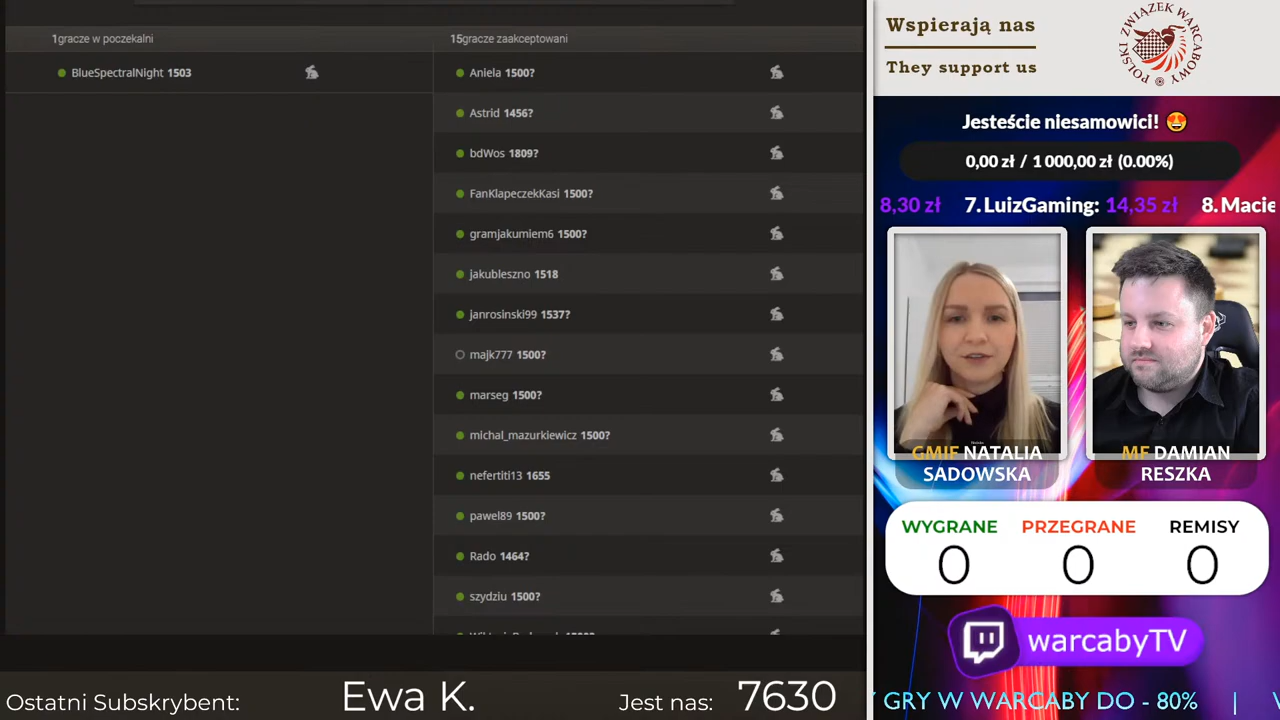 1gracze w poczekalni
BlueSpectralNight 1503
15gracze zaakceptowani
Aniela 1500?
Astrid 1456?
bdWos 1809?
FanKlapeczekKasi 1500?
gramjakumiem6 1500?
jakubleszno 1518
janrosinski99 1537?
majk777 1500?
marseg 1500?
michal_mazurkiewicz 1500?
nefertiti13 1655
pawel89 1500?
Rado 1464?
szydziu 1500?
Wspierają nas
They support us
POLSKI ZWIĄZEK WARCABOWY
Jesteście niesamowici! 😍
0,00 zł / 1 000,00 zł (0.00%)
8,30 zł 7. LuizGaming: 14,35 zł 8. Macie
GMIF NATALIA
SADOWSKA
MF DAMIAN
RESZKA
WYGRANE PRZEGRANE REMISY
0 0 0
warcabyTV
Ostatni Subskrybent: Ewa K. Jest nas: 7630
GRY W WARCABY DO - 80% |